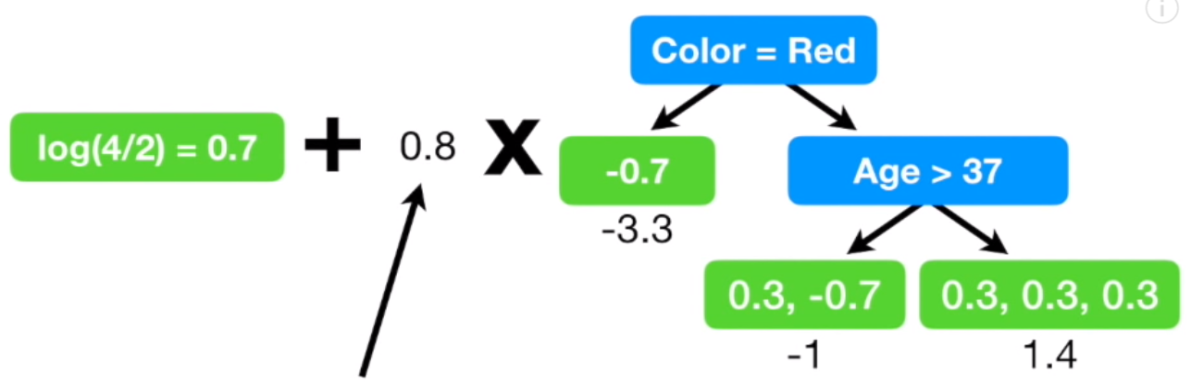 Color = Red
log(4/2) = 0.7 + 0.8 X
-0.7
Age > 37
-3.3
0.3, -0.7
0.3, 0.3, 0.3
-1
1.4